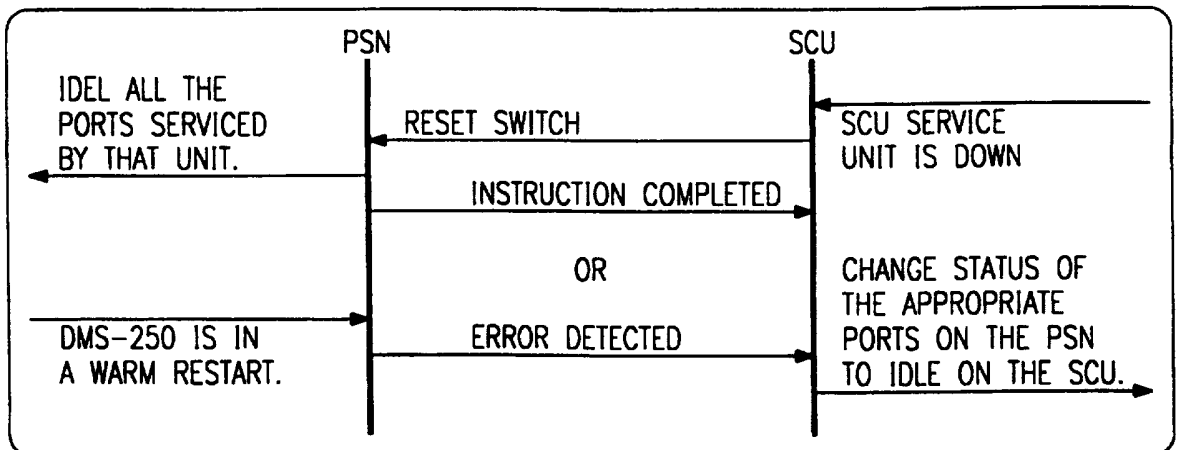 PSN
SCU
IDEL ALL THE
PORTS SERVICED
BY THAT UNIT.
RESET SWITCH
SCU SERVICE
UNIT IS DOWN
INSTRUCTION COMPLETED
OR
DMS-250 IS IN
A WARM RESTART.
ERROR DETECTED
CHANGE STATUS OF
THE APPROPRIATE
PORTS ON THE PSN
TO IDLE ON THE SCU.